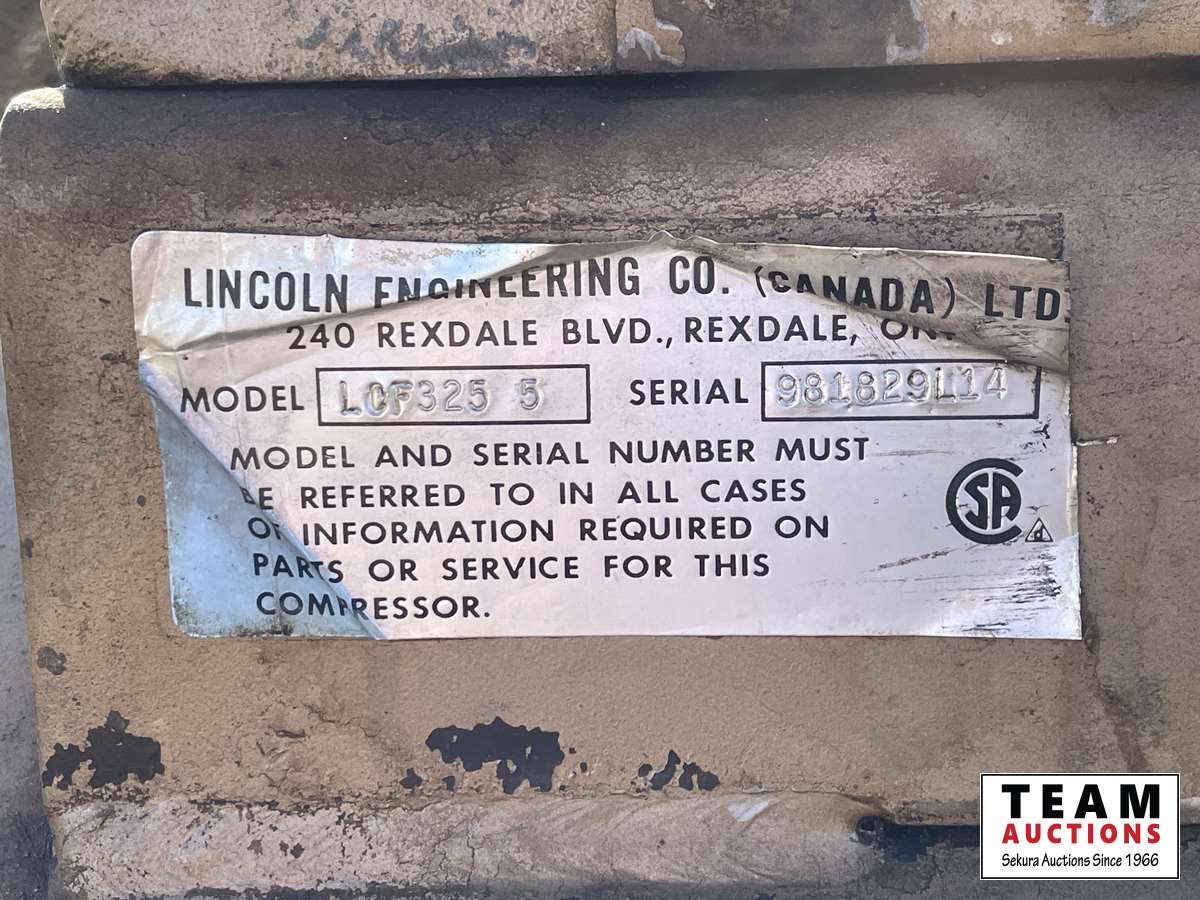 LINCOLN ENGINEERING CO. (CANADA) LTD.
240 REXDALE BLVD., REXDALE, ONT
MODEL LCF325 5 SERIAL 981829L14
MODEL AND SERIAL NUMBER MUST
BE REFERRED TO IN ALL CASES
OF INFORMATION REQUIRED ON
PARTS OR SERVICE FOR THIS
COMPRESSOR.
CSA
TEAM
AUCTIONS
Sekura Auctions Since 1966